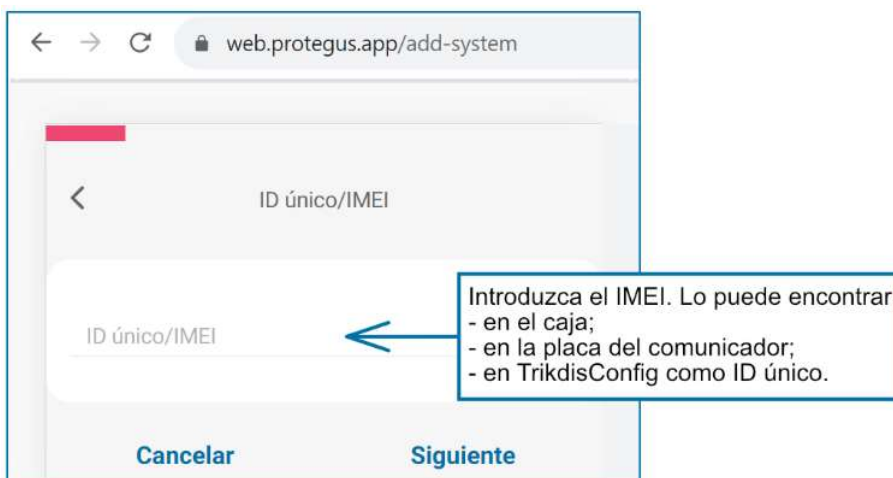 web.protegus.app/add-system
ID único/IMEI
Introduzca el IMEI. Lo puede encontrar
- en el caja;
- en la placa del comunicador;
- en TrikdisConfig como ID único.
ID único/IMEI
Cancelar Siguiente